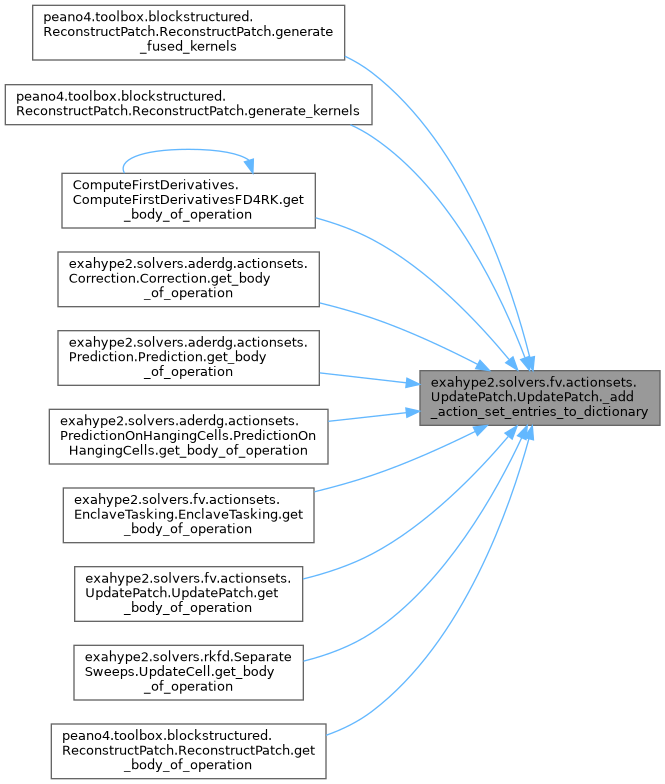 peano4.toolbox.blockstructured.
ReconstructPatch.ReconstructPatch.generate
_fused_kernels
peano4.toolbox.blockstructured.
ReconstructPatch.ReconstructPatch.generate_kernels
ComputeFirstDerivatives.
ComputeFirstDerivativesFD4RK.get
_body_of_operation
exahype2.solvers.aderdg.actionsets.
Correction.Correction.get_body
_of_operation
exahype2.solvers.aderdg.actionsets.
Prediction.Prediction.get_body
_of_operation
exahype2.solvers.fv.actionsets.
UpdatePatch.UpdatePatch._add
_action_set_entries_to_dictionary
exahype2.solvers.aderdg.actionsets.
PredictionOnHangingCells.PredictionOn
HangingCells.get_body_of_operation
exahype2.solvers.fv.actionsets.
EnclaveTasking.EnclaveTasking.get
_body_of_operation
exahype2.solvers.fv.actionsets.
UpdatePatch.UpdatePatch.get
_body_of_operation
exahype2.solvers.rkfd.Separate
Sweeps.UpdateCell.get_body
_of_operation
peano4.toolbox.blockstructured.
ReconstructPatch.ReconstructPatch.get
_body_of_operation